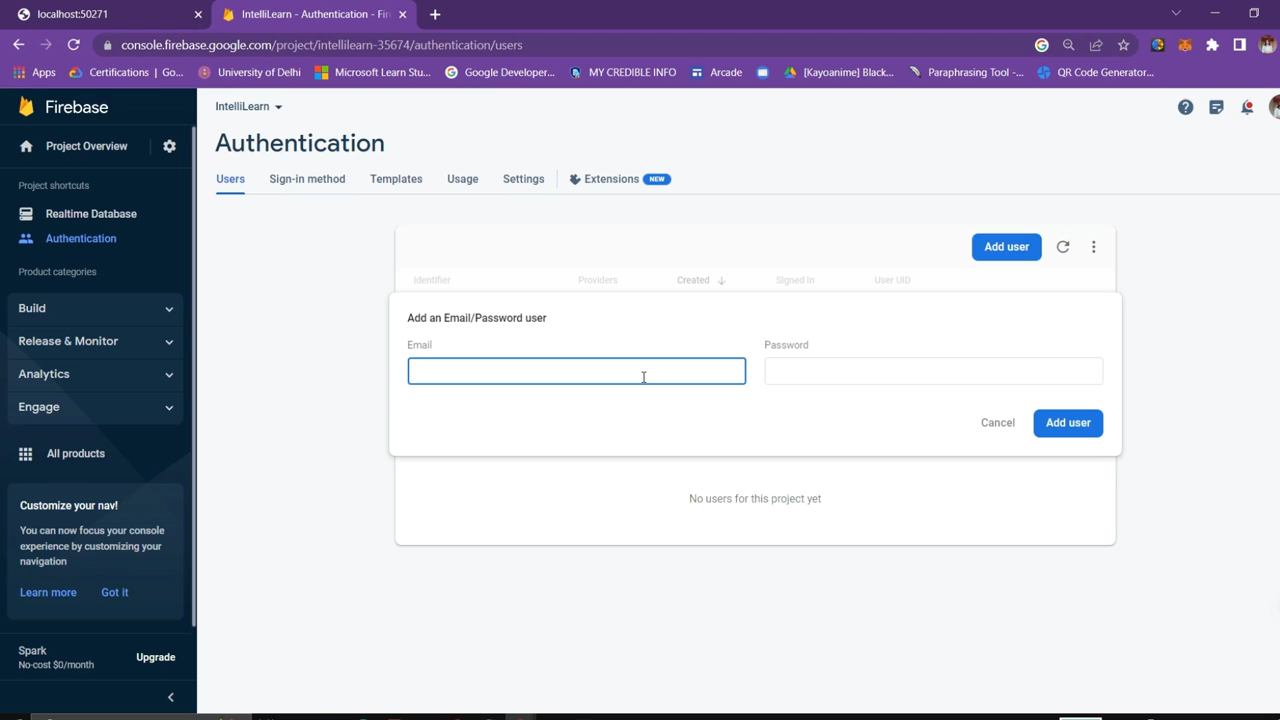 localhost:50271
IntelliLearn - Authentication - Fir
console.firebase.google.com/project/intellilearn-35674/authentication/users
Apps
Certifications | Go...
University of Delhi
Microsoft Learn Stu...
Google Developer...
MY CREDIBLE INFO
Arcade
[Kayoanime] Black...
Paraphrasing Tool -...
QR Code Generator...
Firebase
IntelliLearn
Project Overview
Authentication
Project shortcuts
Users
Sign-in method
Templates
Usage
Settings
Extensions
NEW
Realtime Database
Authentication
Product categories
Build
Release & Monitor
Analytics
Engage
All products
Customize your nav!
You can now focus your console
experience by customizing your
navigation
Learn more
Got it
Spark
No-cost $0/month
Upgrade
Add user
Identifier
Providers
Created
Signed In
User UID
Add an Email/Password user
Email
Password
Cancel
Add user
No users for this project yet